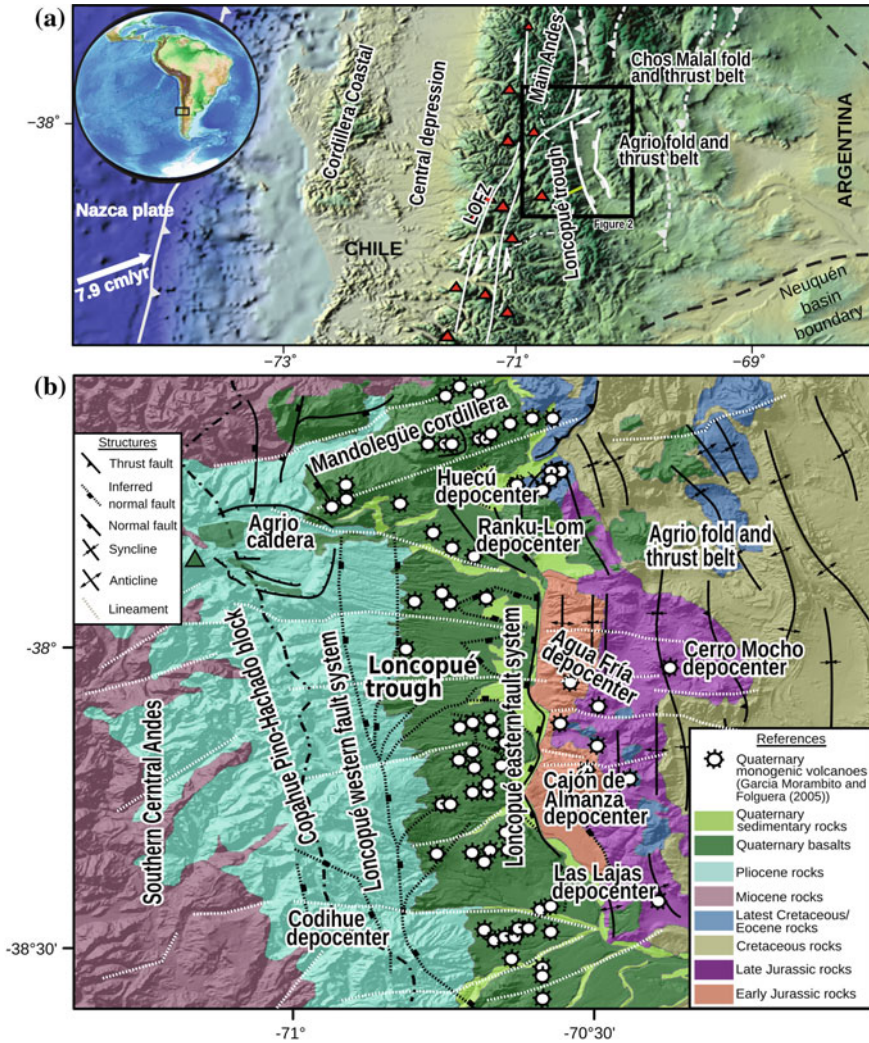 (a)
-38°
Nazca plate
7.9 cm/yr
Cordillera Coastal
Central depression
CHILE
LOFZ
Main Andes
Loncopué trough
Chos Malal fold
and thrust belt
Agrio fold and
thrust belt
Figure 2
ARGENTINA
Neuquén
basin
boundary
−73°
−71°
−69°
(b)
Structures
Thrust fault
Inferred
normal fault
Normal fault
Syncline
Anticline
Lineament
Mandolegüe cordillera
Huecú
depocenter
Agrio
caldera
Ranku-Lom
depocenter
Agrio fold and
thrust belt
-38°
Southern Central Andes
Copahue Pino-Hachado block
Loncopué western fault system
Loncopué
trough
Loncopué eastern fault system
Agua Fría
depocenter
Cerro Mocho
depocenter
Cajón de
Almanza
depocenter
Las Lajas
depocenter
Codihue
depocenter
-38°30'
References
Quaternary
monogenic volcanoes
(Garcia Morambito and
Folguera (2005))
Quaternary
sedimentary rocks
Quaternary basalts
Pliocene rocks
Miocene rocks
Latest Cretaceous/
Eocene rocks
Cretaceous rocks
Late Jurassic rocks
Early Jurassic rocks
-71°
-70°30'